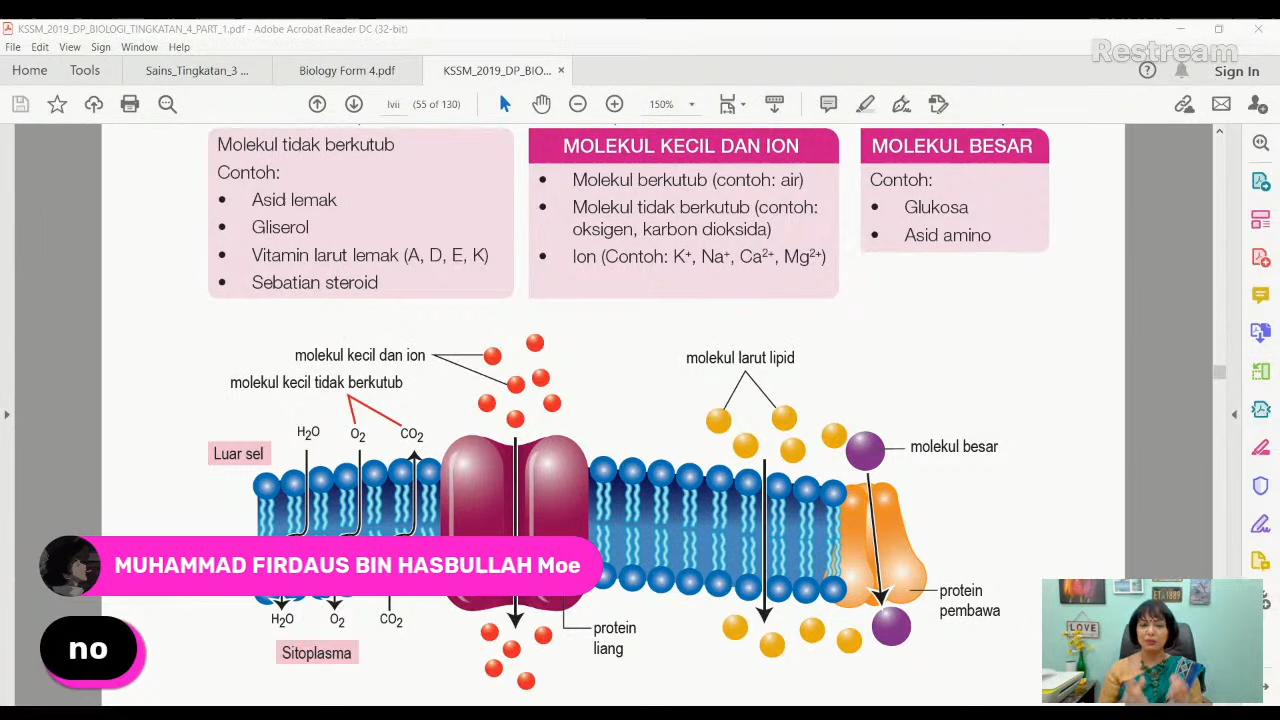 KSSM_2019_DP_BIOLOGI_TINGKATAN_4_PART_1.pdf - Adobe Acrobat Reader DC (32-bit)
File Edit View Sign Window Help
Restream
Home Tools Sains_Tingkatan_3 ... Biology Form 4.pdf KSSM_2019_DP_BIO... × Sign In
lvii (55 of 130) 150%
Molekul tidak berkutub
Contoh:
• Asid lemak
• Gliserol
• Vitamin larut lemak (A, D, E, K)
• Sebatian steroid
MOLEKUL KECIL DAN ION
• Molekul berkutub (contoh: air)
• Molekul tidak berkutub (contoh:
oksigen, karbon dioksida)
• Ion (Contoh: K⁺, Na⁺, Ca²⁺, Mg²⁺)
MOLEKUL BESAR
Contoh:
• Glukosa
• Asid amino
molekul kecil dan ion
molekul kecil tidak berkutub
H₂O O₂ CO₂
Luar sel
molekul larut lipid
molekul besar
MUHAMMAD FIRDAUS BIN HASBULLAH Moe
no
H₂O O₂ CO₂
Sitoplasma
protein
liang
protein
pembawa
LOVE